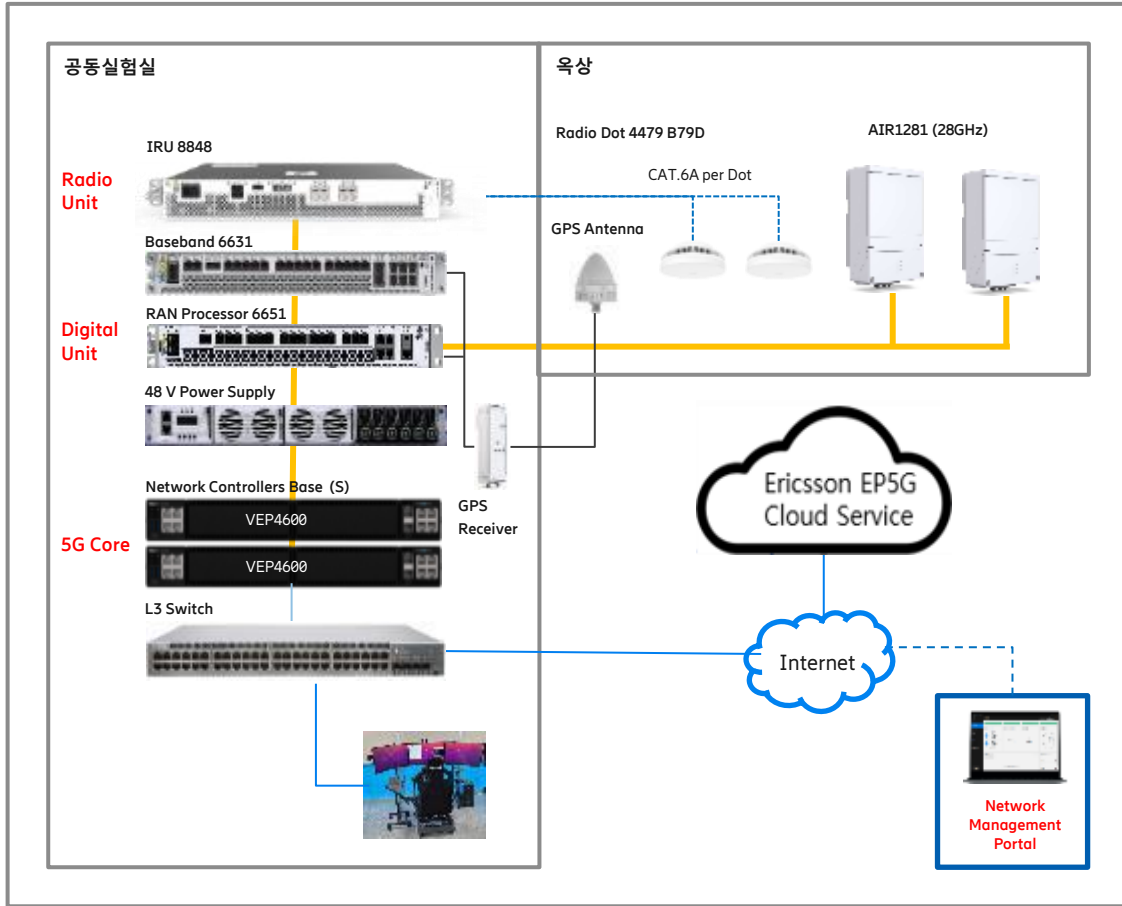 공동실험실
옥상
IRU 8848
Radio
Unit
Baseband 6631
RAN Processor 6651
Digital
Unit
48 V Power Supply
Network Controllers Base (S)
VEP4600
5G Core
VEP4600
L3 Switch
GPS
Receiver
Radio Dot 4479 B79D
AIR1281 (28GHz)
CAT.6A per Dot
GPS Antenna
Ericsson EP5G
Cloud Service
Internet
Network
Management
Portal